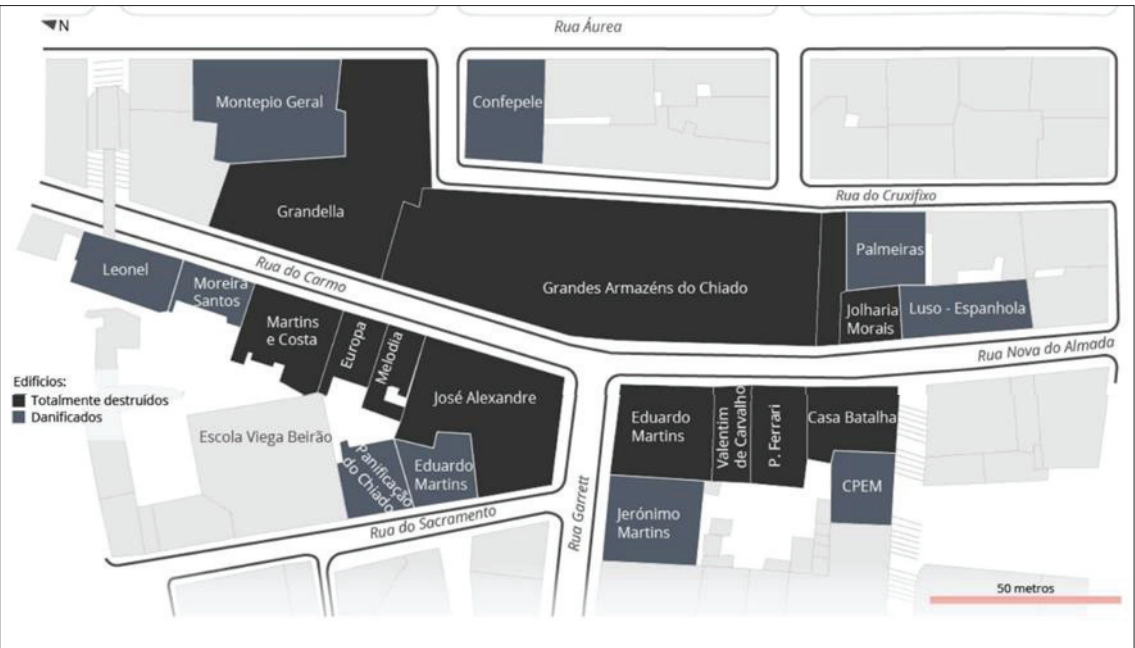 N
Rua Áurea
Montepio Geral
Confepele
Rua do Cruxifixo
Grandella
Palmeiras
Leonel
Rua do Carmo
Moreira
Santos
Grandes Armazéns do Chiado
Jolharia
Morais
Luso - Espanhola
Martins
e Costa
Europa
Melodia
Rua Nova do Almada
Edifícios:
Totalmente destruídos
Danificados
José Alexandre
Eduardo
Martins
Valentim
de Carvalho
P. Ferrari
Casa Batalha
Escola Viega Beirão
Panificação
do Chiado
Eduardo
Martins
CPEM
Rua do Sacramento
Rua Garrett
Jerónimo
Martins
50 metros